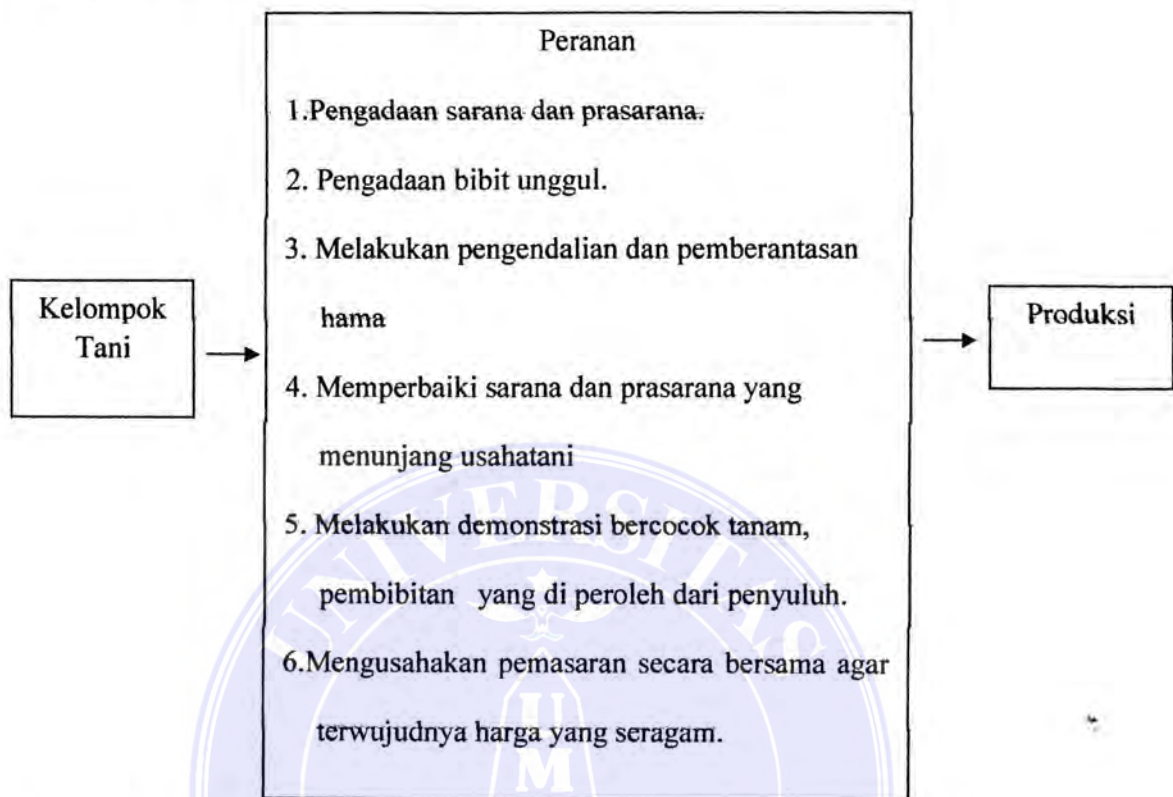 Peranan
1.Pengadaan sarana dan prasarana.
2. Pengadaan bibit unggul.
3. Melakukan pengendalian dan pemberantasan
hama
4. Memperbaiki sarana dan prasarana yang
menunjang usahatani
5. Melakukan demonstrasi bercocok tanam,
pembibitan yang di peroleh dari penyuluh.
6.Mengusahakan pemasaran secara bersama agar
terwujudnya harga yang seragam.
Kelompok
Tani
Produksi
UNIVERSITAS
U
M